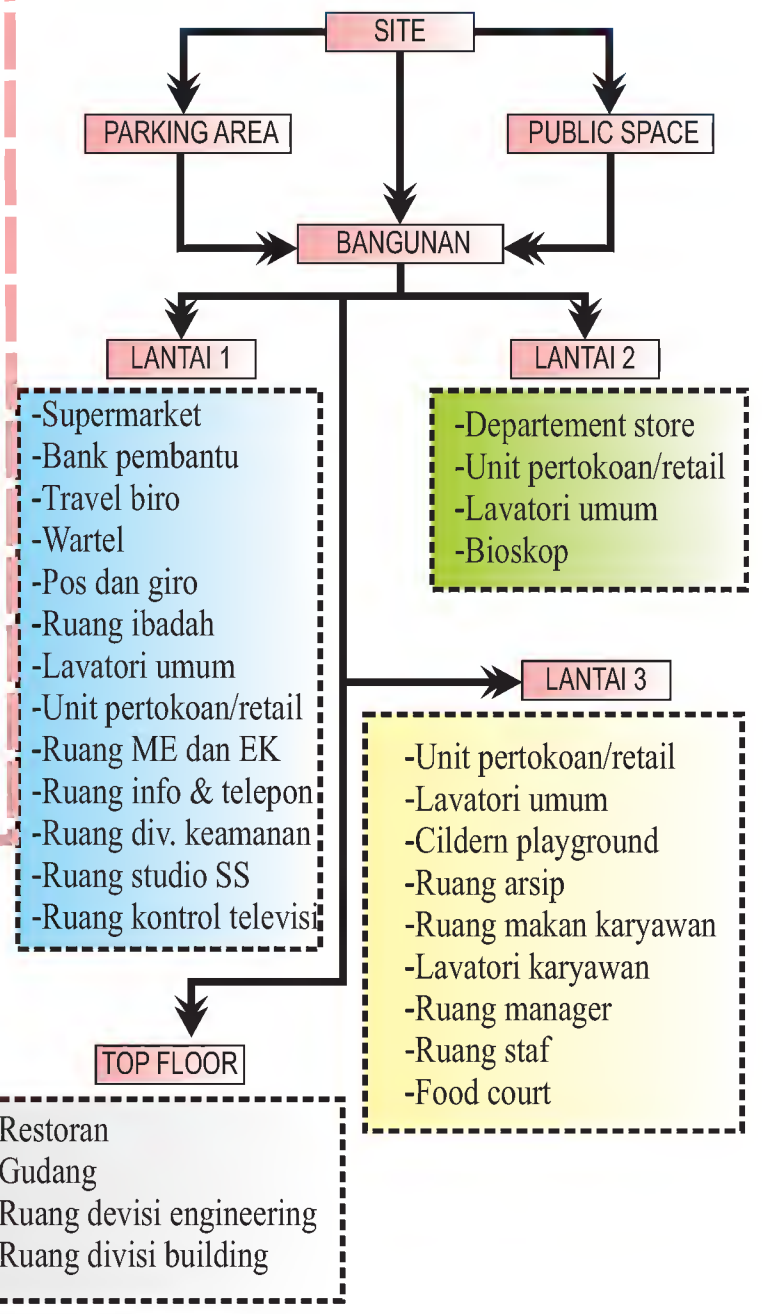 SITE
PARKING AREA
PUBLIC SPACE
BANGUNAN
LANTAI 1
-Supermarket
-Bank pembantu
-Travel biro
-Wartel
-Pos dan giro
-Ruang ibadah
-Lavatori umum
-Unit pertokoan/retail
-Ruang ME dan EK
-Ruang info & telepon
-Ruang div. keamanan
-Ruang studio SS
-Ruang kontrol televisi
LANTAI 2
-Departement store
-Unit pertokoan/retail
-Lavatori umum
-Bioskop
LANTAI 3
-Unit pertokoan/retail
-Lavatori umum
-Cildern playground
-Ruang arsip
-Ruang makan karyawan
-Lavatori karyawan
-Ruang manager
-Ruang staf
-Food court
TOP FLOOR
Restoran
Gudang
Ruang devisi engineering
Ruang divisi building